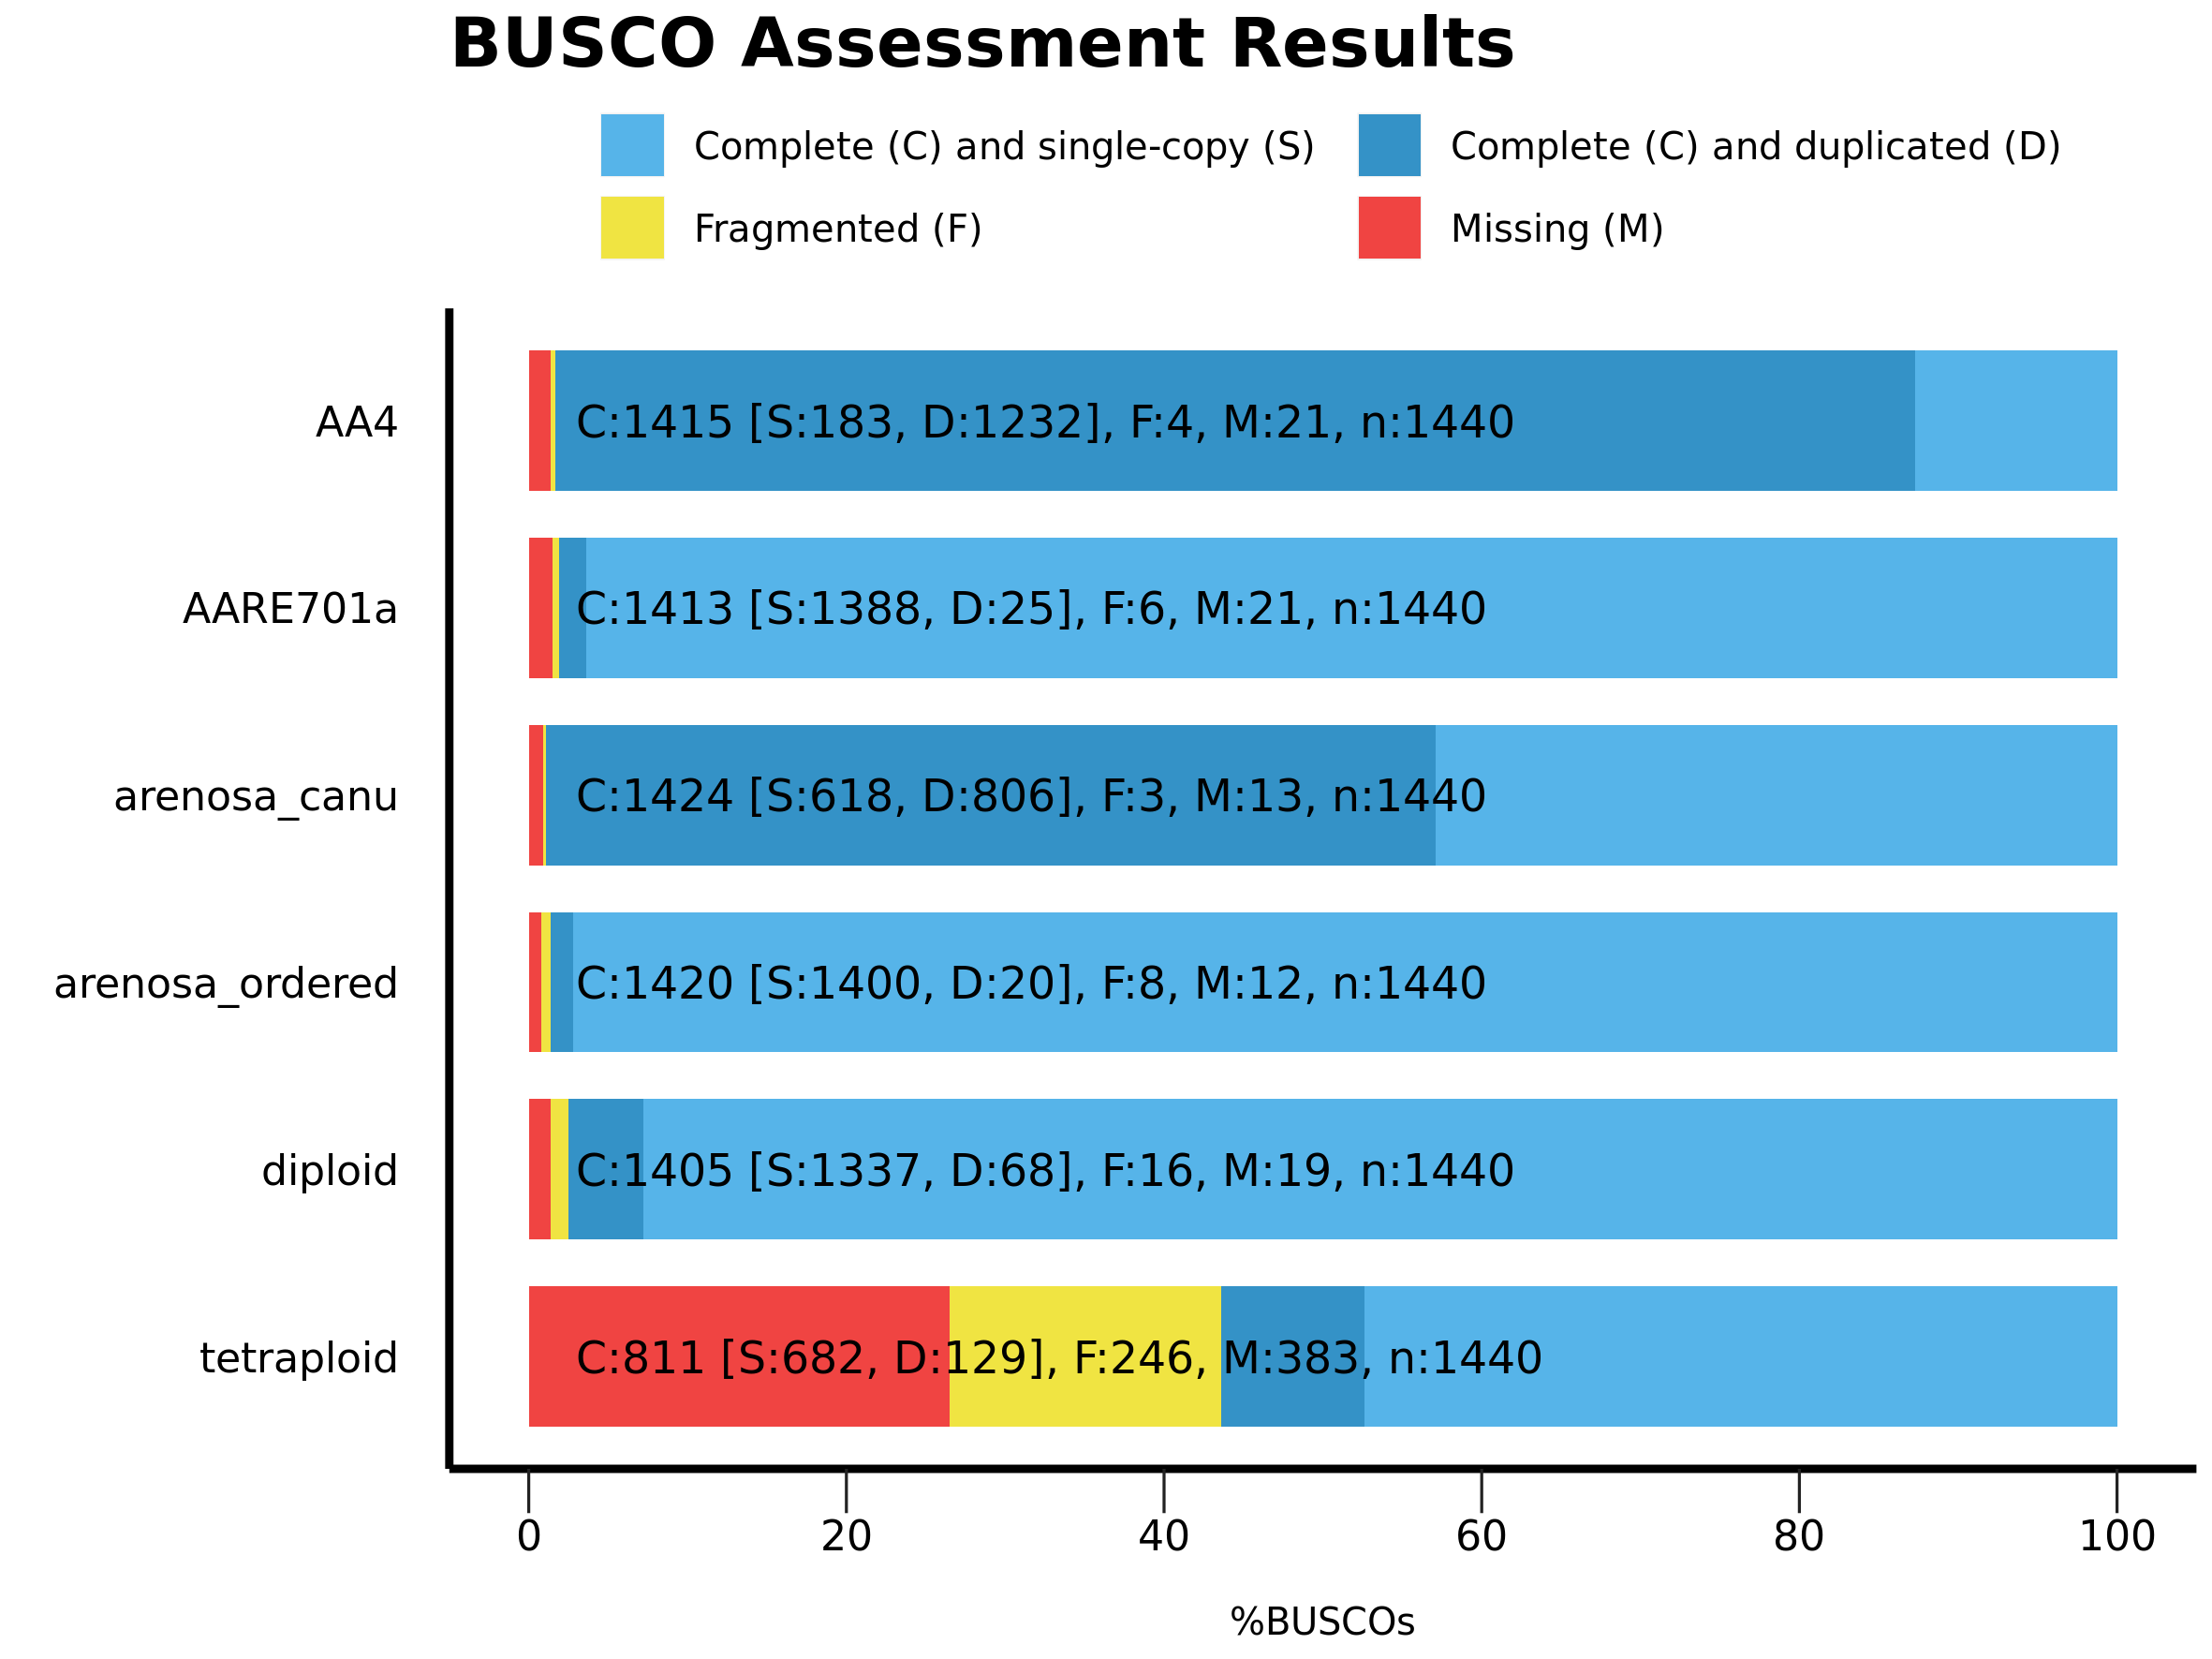 BUSCO Assessment Results
Complete (C) and single-copy (S)
Complete (C) and duplicated (D)
Fragmented (F)
Missing (M)
AA4
C:1415 [S:183, D:1232], F:4, M:21, n:1440
AARE701a
C:1413 [S:1388, D:25], F:6, M:21, n:1440
arenosa_canu
C:1424 [S:618, D:806], F:3, M:13, n:1440
arenosa_ordered
C:1420 [S:1400, D:20], F:8, M:12, n:1440
diploid
C:1405 [S:1337, D:68], F:16, M:19, n:1440
tetraploid
C:811 [S:682, D:129], F:246, M:383, n:1440
0 20 40 60 80 100
%BUSCOs